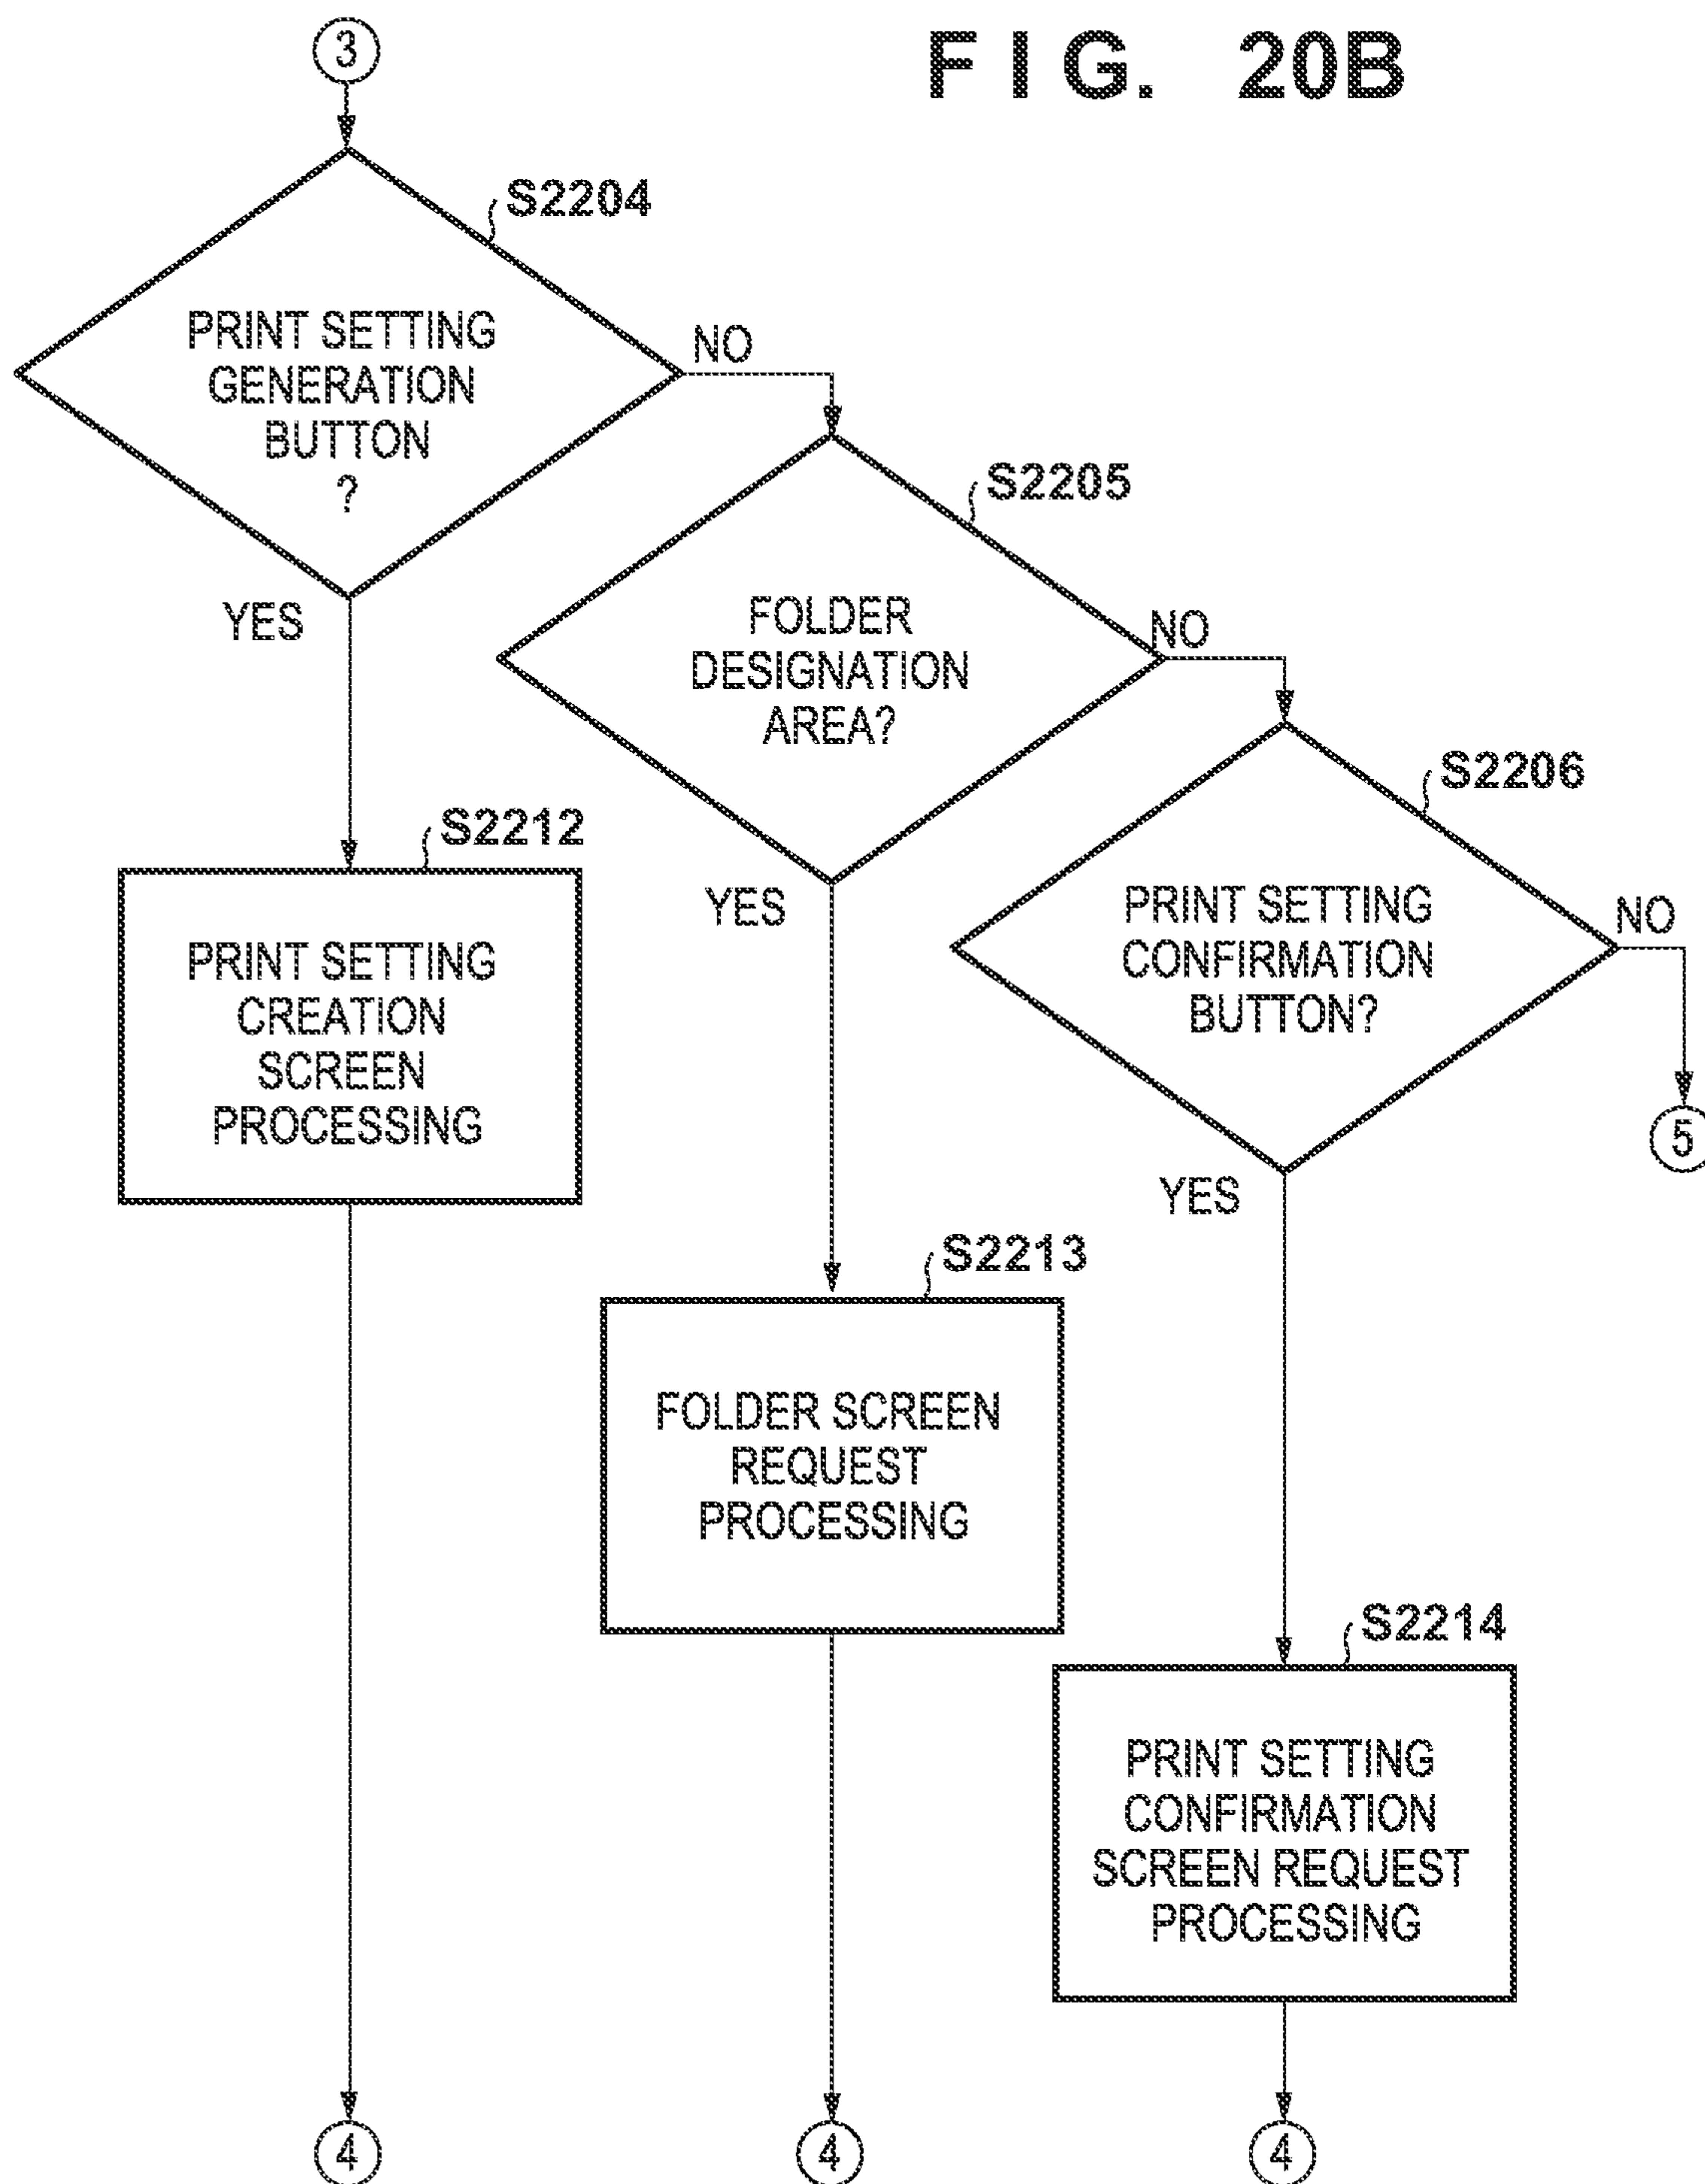 FIG. 20B
3
S2204
PRINT SETTING
GENERATION
BUTTON
?
NO
YES
S2205
FOLDER
DESIGNATION
AREA?
NO
YES
S2206
PRINT SETTING
CONFIRMATION
BUTTON?
NO
YES
5
S2212
PRINT SETTING
CREATION
SCREEN
PROCESSING
S2213
FOLDER SCREEN
REQUEST
PROCESSING
S2214
PRINT SETTING
CONFIRMATION
SCREEN REQUEST
PROCESSING
4
4
4